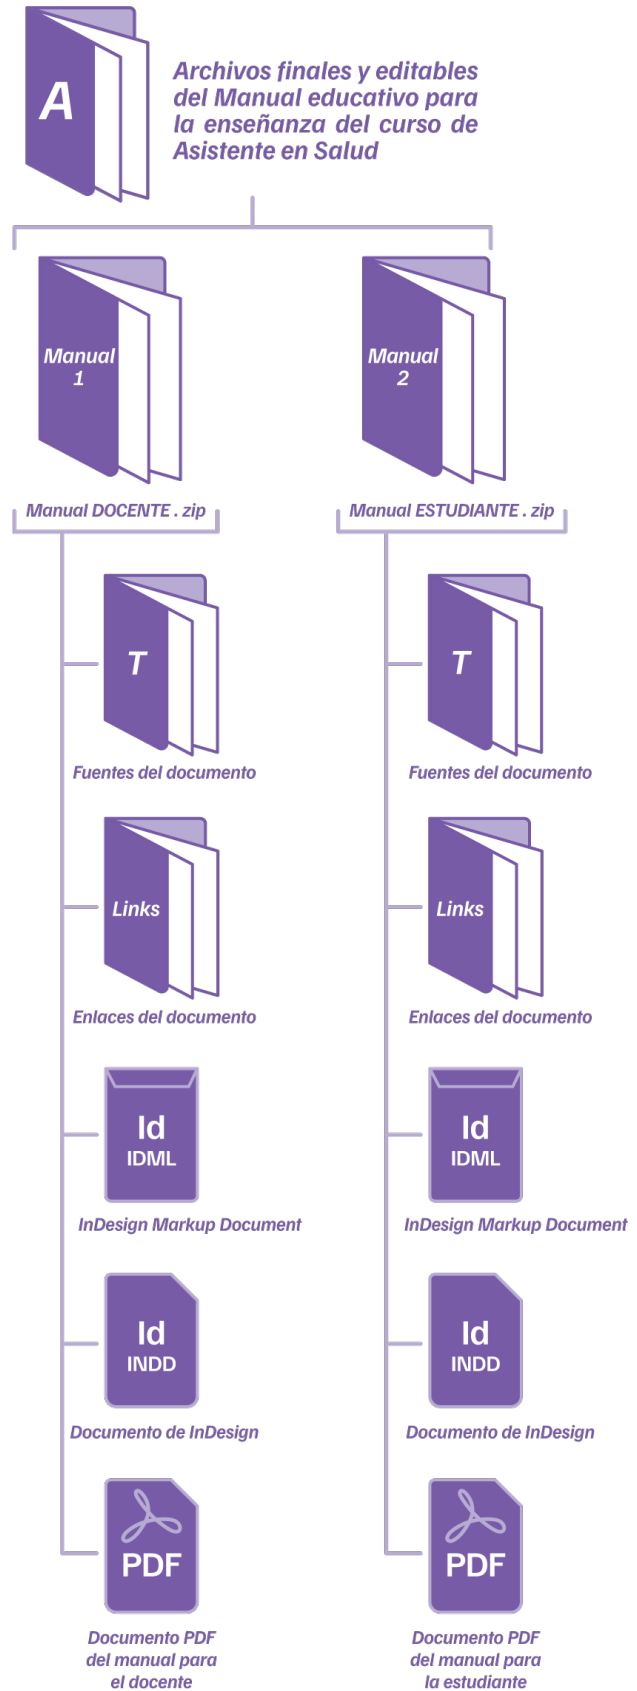 A
Archivos finales y editables
del Manual educativo para
la enseñanza del curso de
Asistente en Salud
Manual
1
Manual DOCENTE . zip
T
Fuentes del documento
Links
Enlaces del documento
Id
IDML
InDesign Markup Document
Id
INDD
Documento de InDesign
PDF
Documento PDF
del manual para
el docente
Manual
2
Manual ESTUDIANTE . zip
T
Fuentes del documento
Links
Enlaces del documento
Id
IDML
InDesign Markup Document
Id
INDD
Documento de InDesign
PDF
Documento PDF
del manual para
la estudiante